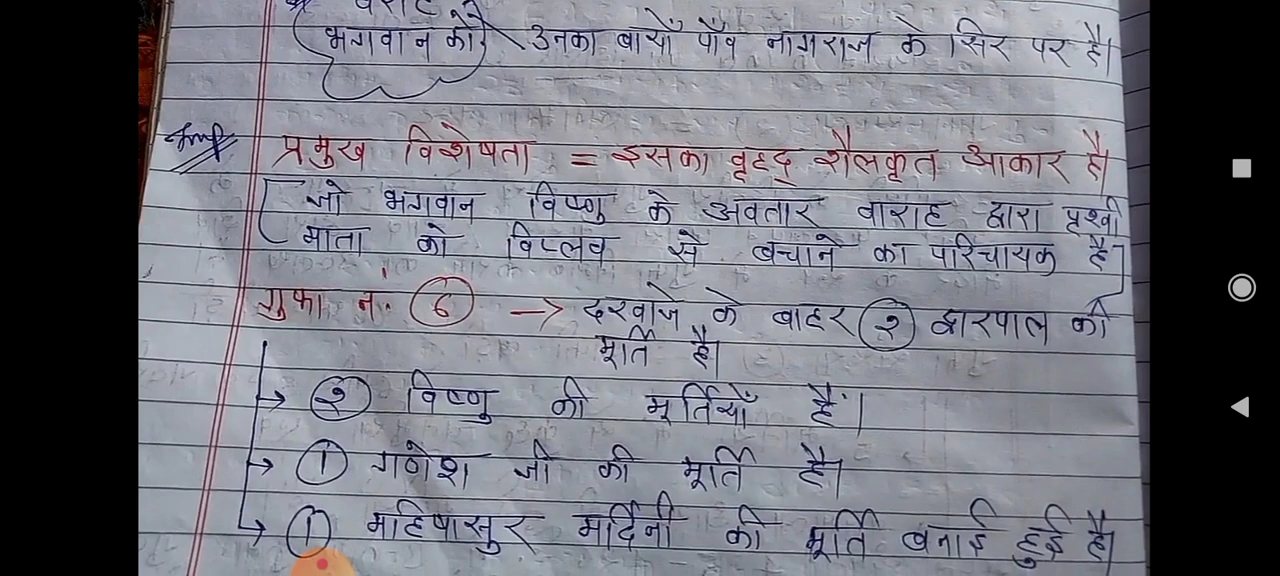 वराह
भगवान की उनका बायाँ पाँव नागराज के सिर पर है।
Imp
प्रमुख विशेषता = इसका वृहद् शैलकृत आकार है।
जो भगवान विष्णु के अवतार वाराह द्वारा पृथ्वी
माता को विप्लव से बचाने का परिचायक है
गुफा नं. 6 → दरवाजे के बाहर 2 द्वारपाल की
मूर्ति है।
→ 2 विष्णु की मूर्तियाँ हैं।
→ 1 गणेश जी की मूर्ति है।
→ 1 महिषासुर मर्दिनी की मूर्ति बनाई हुई है।